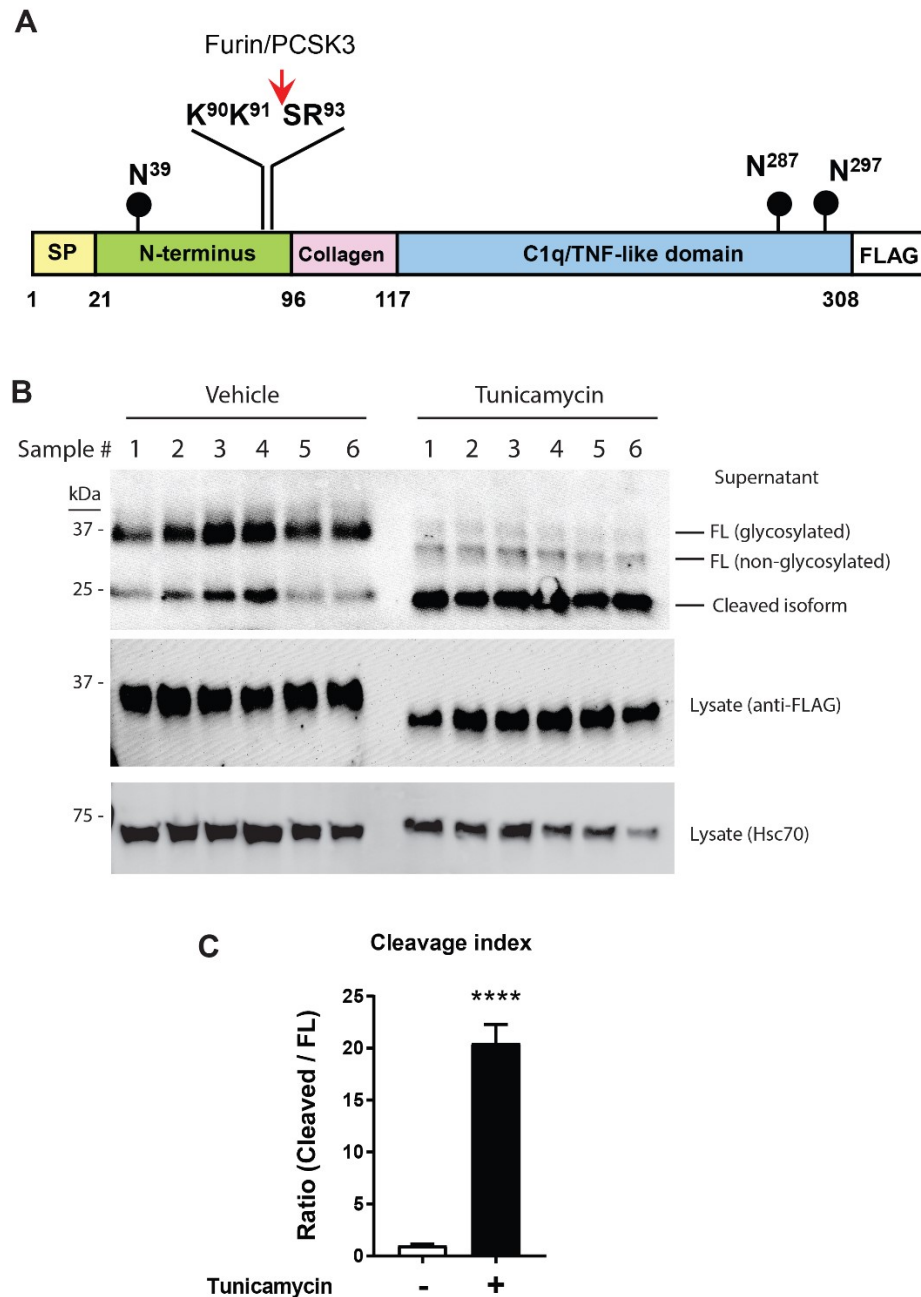 A
Furin/PCSK3
K⁹⁰K⁹¹ SR⁹³
N³⁹
N²⁸⁷
N²⁹⁷
SP N-terminus Collagen C1q/TNF-like domain FLAG
1 21 96 117 308
B
Vehicle Tunicamycin
Sample # 1 2 3 4 5 6 1 2 3 4 5 6
Supernatant
kDa
37 - FL (glycosylated)
FL (non-glycosylated)
25 - Cleaved isoform
37 -
Lysate (anti-FLAG)
75 -
Lysate (Hsc70)
C
Cleavage index
Ratio (Cleaved / FL)
25
20
15
10
5
0
****
Tunicamycin - +